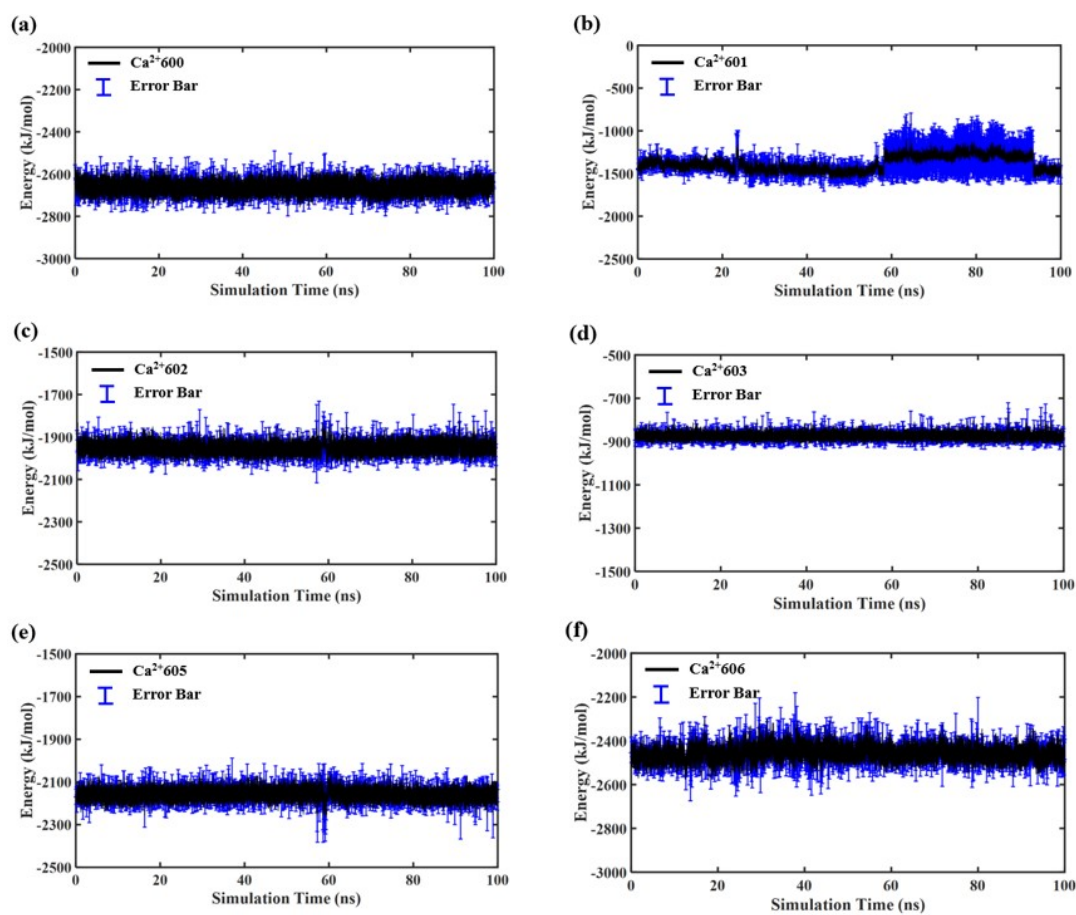 (a)
-2000
-2200
-2400
-2600
-2800
-3000
Energy (kJ/mol)
Ca²⁺600
Error Bar
0 20 40 60 80 100
Simulation Time (ns)
(b)
0
-500
-1000
-1500
-2000
-2500
Energy (kJ/mol)
Ca²⁺601
Error Bar
0 20 40 60 80 100
Simulation Time (ns)
(c)
-1500
-1700
-1900
-2100
-2300
-2500
Energy (kJ/mol)
Ca²⁺602
Error Bar
0 20 40 60 80 100
Simulation Time (ns)
(d)
-500
-700
-900
-1100
-1300
-1500
Energy (kJ/mol)
Ca²⁺603
Error Bar
0 20 40 60 80 100
Simulation Time (ns)
(e)
-1500
-1700
-1900
-2100
-2300
-2500
Energy (kJ/mol)
Ca²⁺605
Error Bar
0 20 40 60 80 100
Simulation Time (ns)
(f)
-2000
-2200
-2400
-2600
-2800
-3000
Energy (kJ/mol)
Ca²⁺606
Error Bar
0 20 40 60 80 100
Simulation Time (ns)